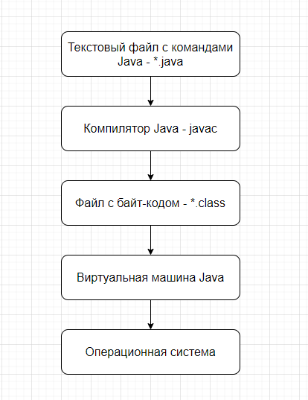 Текстовый файл с командами
Java - *.java
Компилятор Java - javac
Файл с байт-кодом - *.class
Виртуальная машина Java
Операционная система